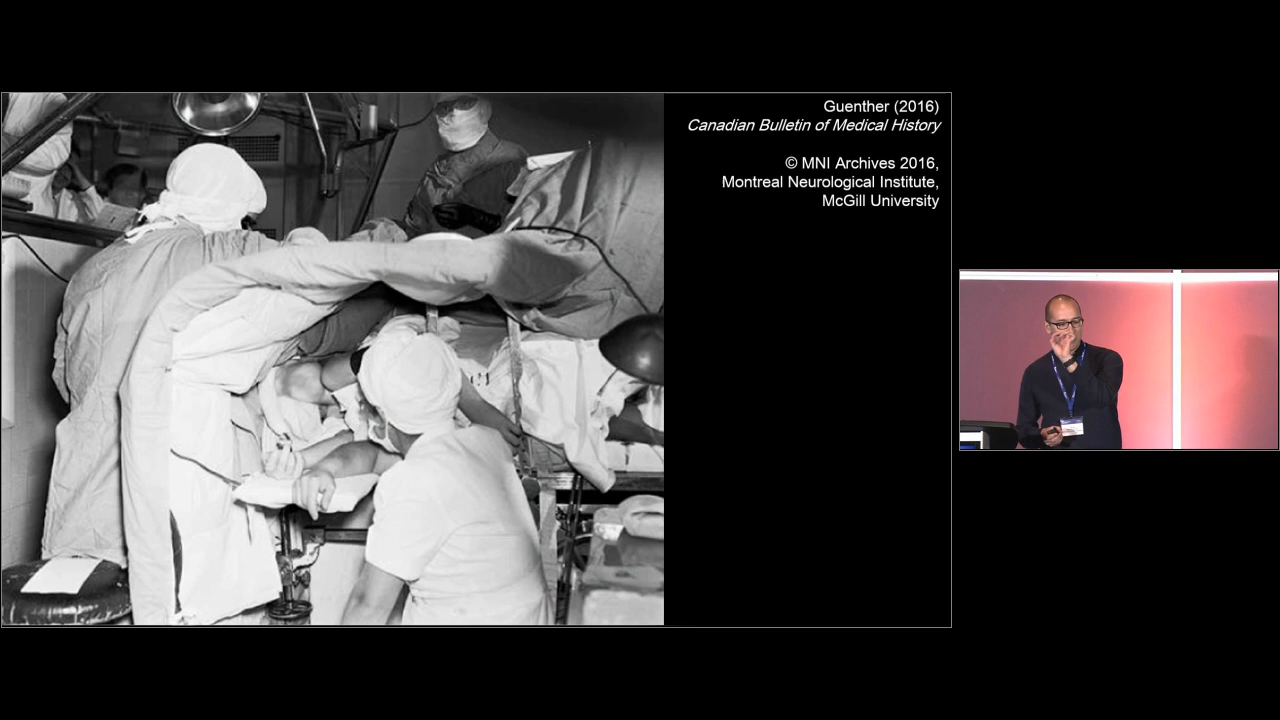 Guenther (2016)
Canadian Bulletin of Medical History
© MNI Archives 2016,
Montreal Neurological Institute,
McGill University